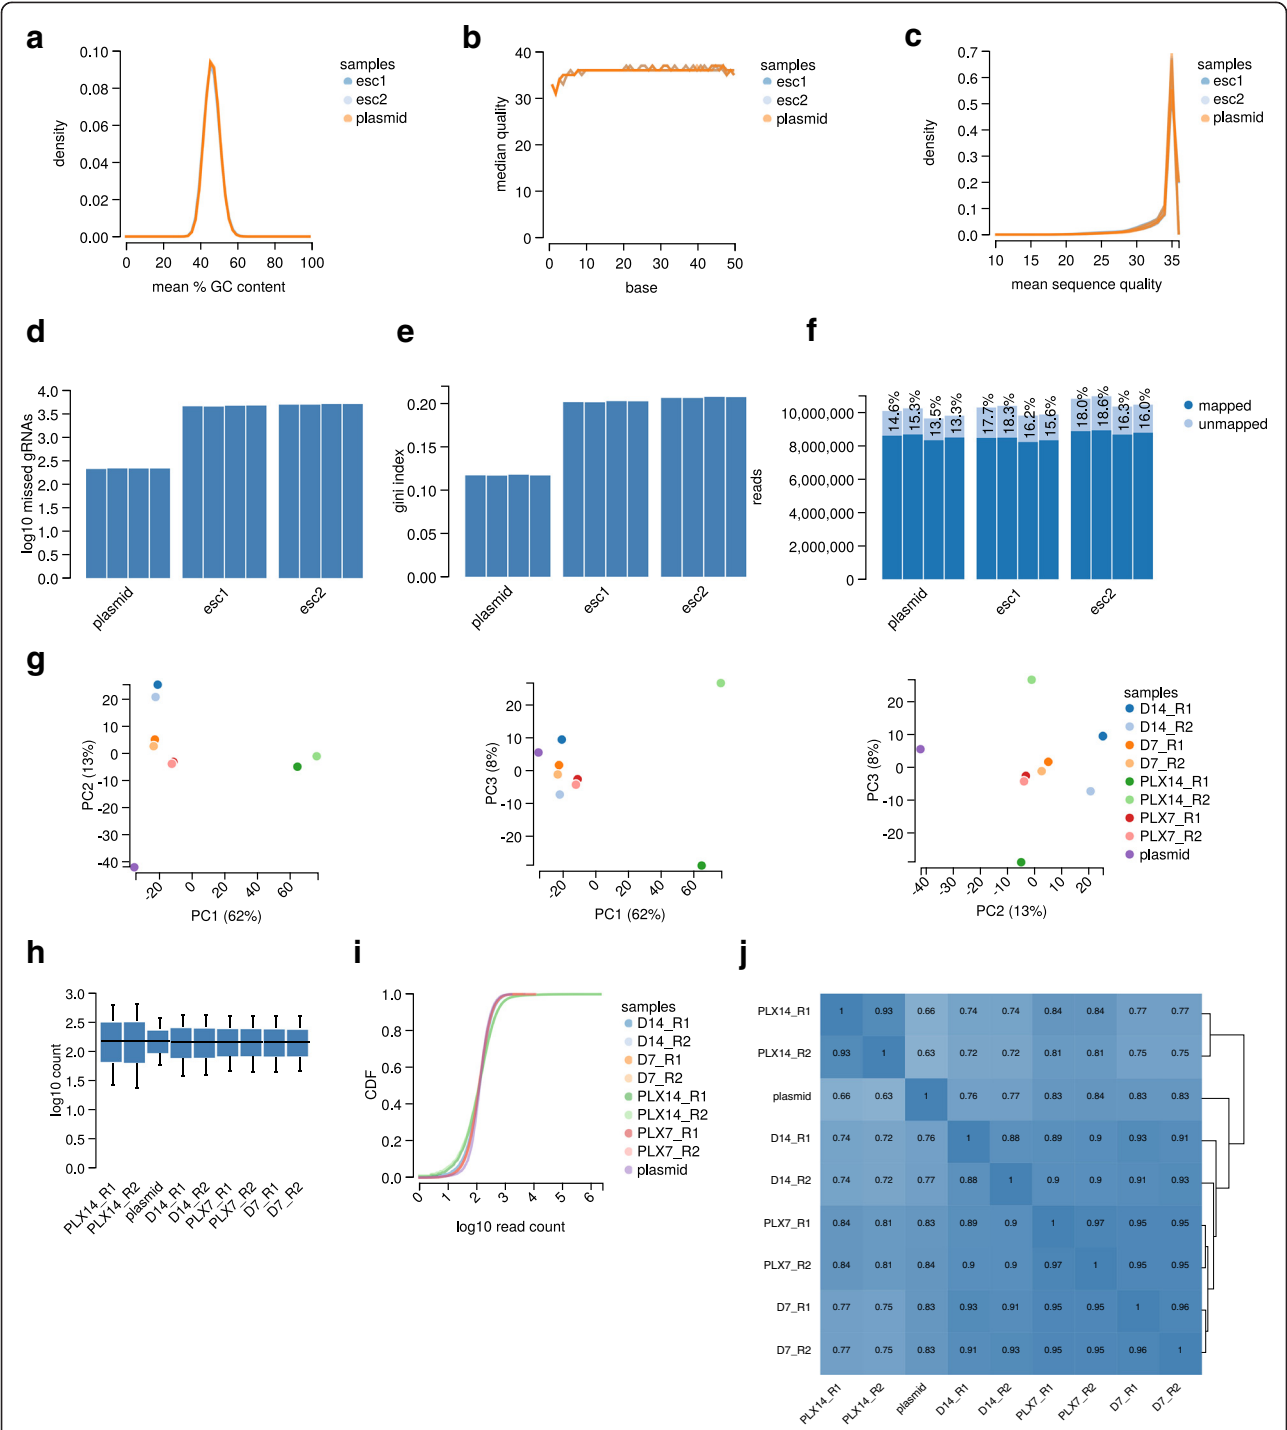 a
density
0.10
0.08
0.06
0.04
0.02
0.00
0 20 40 60 80 100
mean % GC content
samples
esc1
esc2
plasmid
b
median quality
40
30
20
10
0
0 10 20 30 40 50
base
samples
esc1
esc2
plasmid
c
density
0.7
0.6
0.5
0.4
0.3
0.2
0.1
0.0
10 15 20 25 30 35
mean sequence quality
samples
esc1
esc2
plasmid
d
log10 missed gRNAs
4.0
3.5
3.0
2.5
2.0
1.5
1.0
0.5
0.0
plasmid esc1 esc2
e
gini index
0.20
0.15
0.10
0.05
0.00
plasmid esc1 esc2
f
reads
10,000,000
8,000,000
6,000,000
4,000,000
2,000,000
0
14.6% 15.3% 13.5% 13.3% 17.7% 18.3% 16.2% 15.6% 18.0% 18.6% 16.3% 16.0%
plasmid esc1 esc2
mapped
unmapped
g
PC2 (13%)
20
10
0
-10
-20
-30
-40
-20 0 20 40 60
PC1 (62%)
PC3 (8%)
20
10
0
-10
-20
-20 0 20 40 60
PC1 (62%)
PC3 (8%)
20
10
0
-10
-20
-40 -30 -20 -10 0 10 20
PC2 (13%)
samples
D14_R1
D14_R2
D7_R1
D7_R2
PLX14_R1
PLX14_R2
PLX7_R1
PLX7_R2
plasmid
h
log10 count
3.0
2.5
2.0
1.5
1.0
0.5
0.0
PLX14_R1 PLX14_R2 plasmid D14_R1 D14_R2 PLX7_R1 PLX7_R2 D7_R1 D7_R2
i
CDF
1.0
0.8
0.6
0.4
0.2
0.0
0 1 2 3 4 5 6
log10 read count
samples
D14_R1
D14_R2
D7_R1
D7_R2
PLX14_R1
PLX14_R2
PLX7_R1
PLX7_R2
plasmid
j
PLX14_R1 1 0.93 0.66 0.74 0.74 0.84 0.84 0.77 0.77
PLX14_R2 0.93 1 0.63 0.72 0.72 0.81 0.81 0.75 0.75
plasmid 0.66 0.63 1 0.76 0.77 0.83 0.84 0.83 0.83
D14_R1 0.74 0.72 0.76 1 0.88 0.89 0.9 0.93 0.91
D14_R2 0.74 0.72 0.77 0.88 1 0.9 0.9 0.91 0.93
PLX7_R1 0.84 0.81 0.83 0.89 0.9 1 0.97 0.95 0.95
PLX7_R2 0.84 0.81 0.84 0.9 0.9 0.97 1 0.95 0.95
D7_R1 0.77 0.75 0.83 0.93 0.91 0.95 0.95 1 0.96
D7_R2 0.77 0.75 0.83 0.91 0.93 0.95 0.95 0.96 1
PLX14_R1 PLX14_R2 plasmid D14_R1 D14_R2 PLX7_R1 PLX7_R2 D7_R1 D7_R2